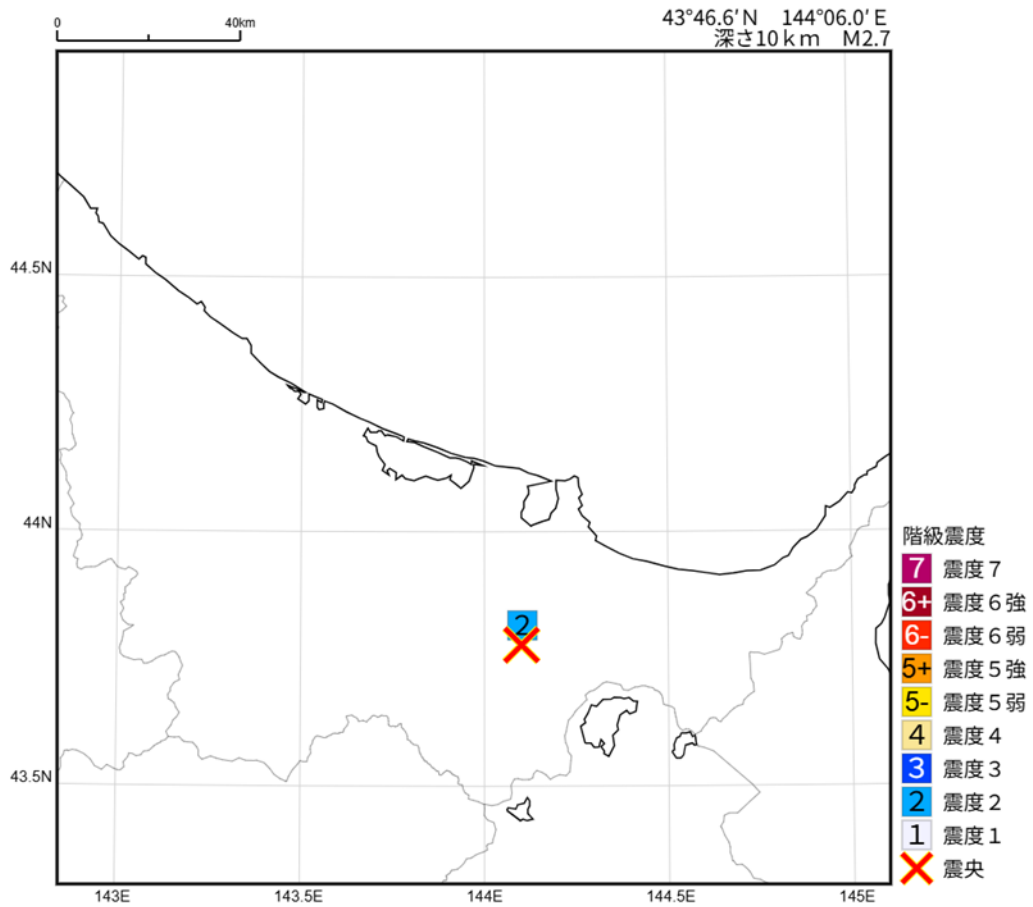 0 40km
43°46.6′N 144°06.0′E
深さ10ｋｍ M2.7
44.5N
44N
43.5N
2
143E 143.5E 144E 144.5E 145E
階級震度
7 震度７
6+ 震度６強
6- 震度６弱
5+ 震度５強
5- 震度５弱
4 震度４
3 震度３
2 震度２
1 震度１
震央